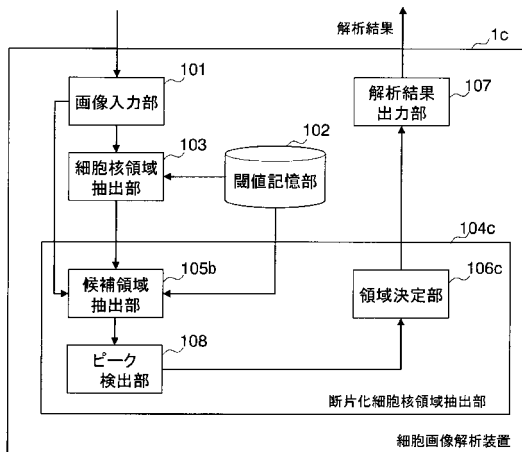 解析結果
1c
101
画像入力部
解析結果
出力部
107
102
103
閾値記憶部
細胞核領域
抽出部
104c
105b
候補領域
抽出部
106c
領域決定部
108
ピーク
検出部
断片化細胞核領域抽出部
細胞画像解析装置